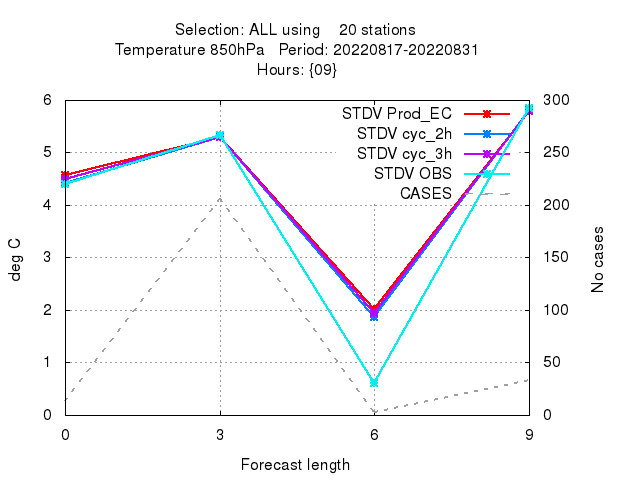 Selection: ALL using    20 stations
Temperature 850hPa   Period: 20220817-20220831
Hours: {09}
STDV Prod_EC
STDV cyc_2h
STDV cyc_3h
STDV OBS
CASES
6
5
4
3
2
1
0
300
250
200
150
100
50
0
deg C
No cases
0 3 6 9
Forecast length